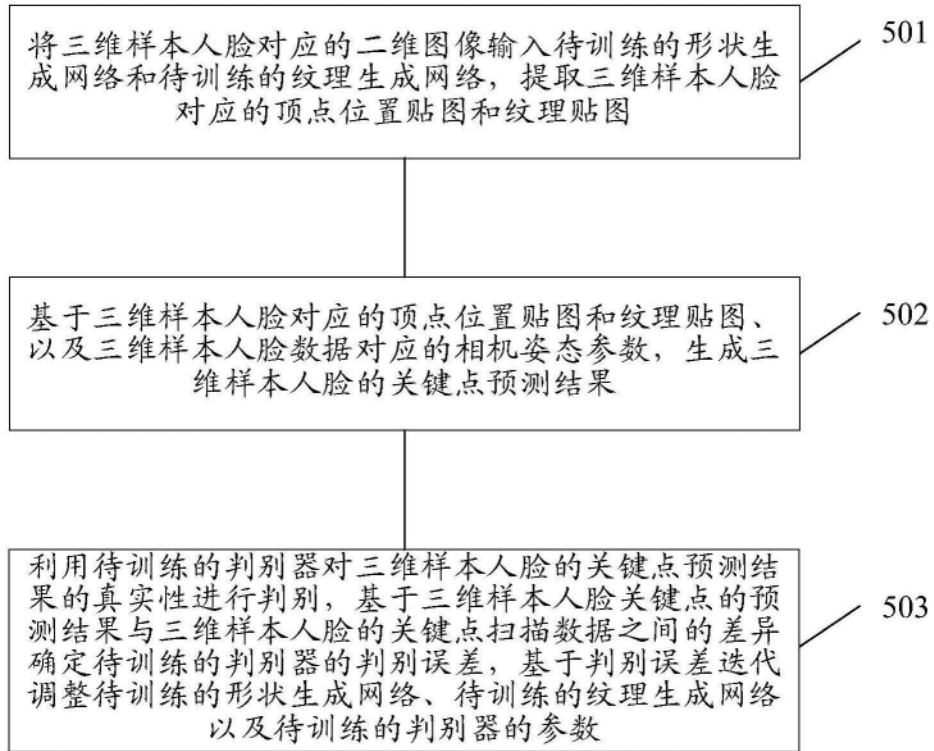 将三维样本人脸对应的二维图像输入待训练的形状生
成网络和待训练的纹理生成网络，提取三维样本人脸
对应的顶点位置贴图和纹理贴图
501
基于三维样本人脸对应的顶点位置贴图和纹理贴图、
以及三维样本人脸数据对应的相机姿态参数，生成三
维样本人脸的关键点预测结果
502
利用待训练的判别器对三维样本人脸的关键点预测结
果的真实性进行判别，基于三维样本人脸关键点的预
测结果与三维样本人脸的关键点扫描数据之间的差异
确定待训练的判别器的判别误差，基于判别误差迭代
调整待训练的形状生成网络、待训练的纹理生成网络
以及待训练的判别器的参数
503